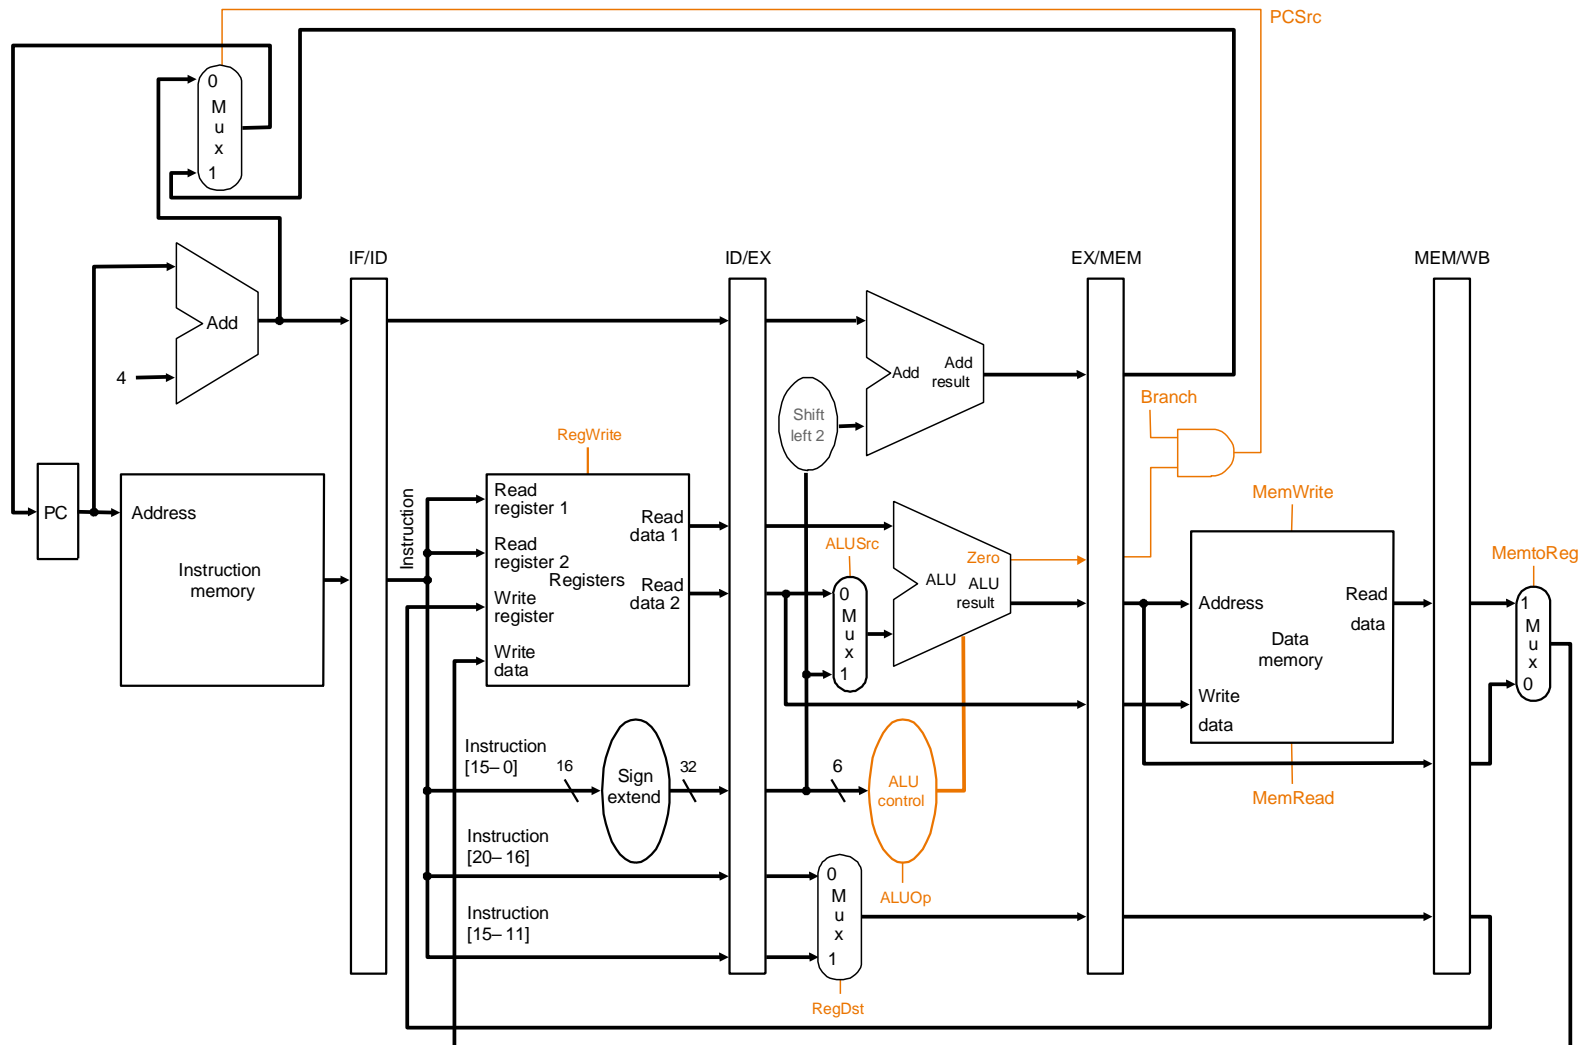 PCSrc
0
M
u
x
1
IF/ID
ID/EX
EX/MEM
MEM/WB
Add
4
Add
Add
result
Shift
left 2
Branch
RegWrite
MemWrite
PC
Address
Instruction
memory
Instruction
Read
register 1
Read
register 2
Write
register
Write
data
Registers
Read
data 1
Read
data 2
ALUSrc
0
M
u
x
1
Zero
ALU
ALU
result
Address
Read
data
Data
memory
Write
data
MemtoReg
1
M
u
x
0
Instruction
[15– 0]
16
Sign
extend
32
6
ALU
control
MemRead
Instruction
[20– 16]
Instruction
[15– 11]
0
M
u
x
1
ALUOp
RegDst